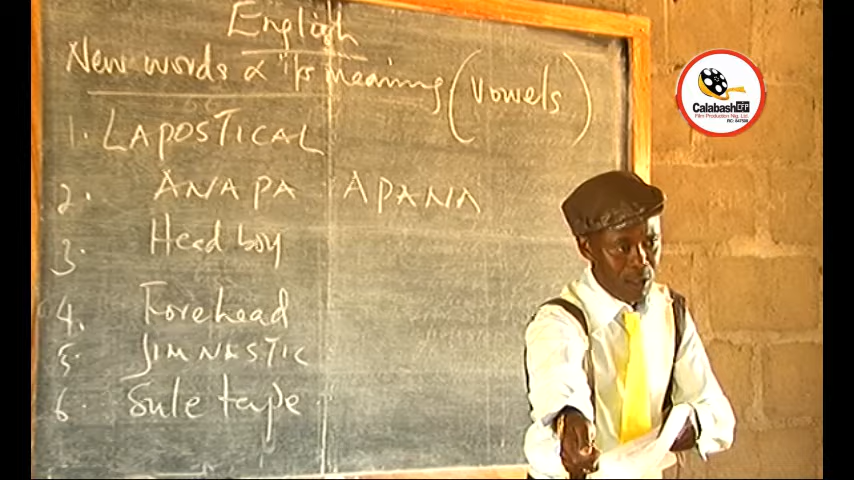 English
New words & its meaning (Vowels)
1. LAPOSTICAL
2. ANAPA APANA
3. Head boy
4. Forehead
5. JIMNASTIC
6. Sule tape
Calabash EFP
Film Production Nig. Ltd.